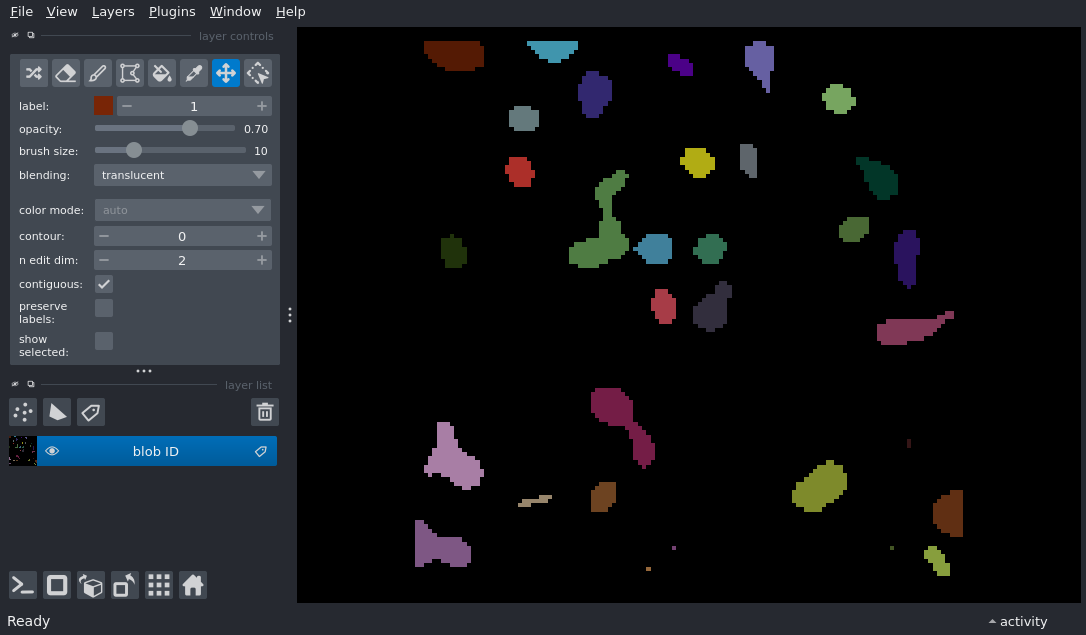 File View Layers Plugins Window Help
layer controls
label: 1
opacity: 0.70
brush size: 10
blending: translucent
color mode: auto
contour: 0
n edit dim: 2
contiguous:
preserve
labels:
show
selected:
layer list
blob ID
Ready
activity